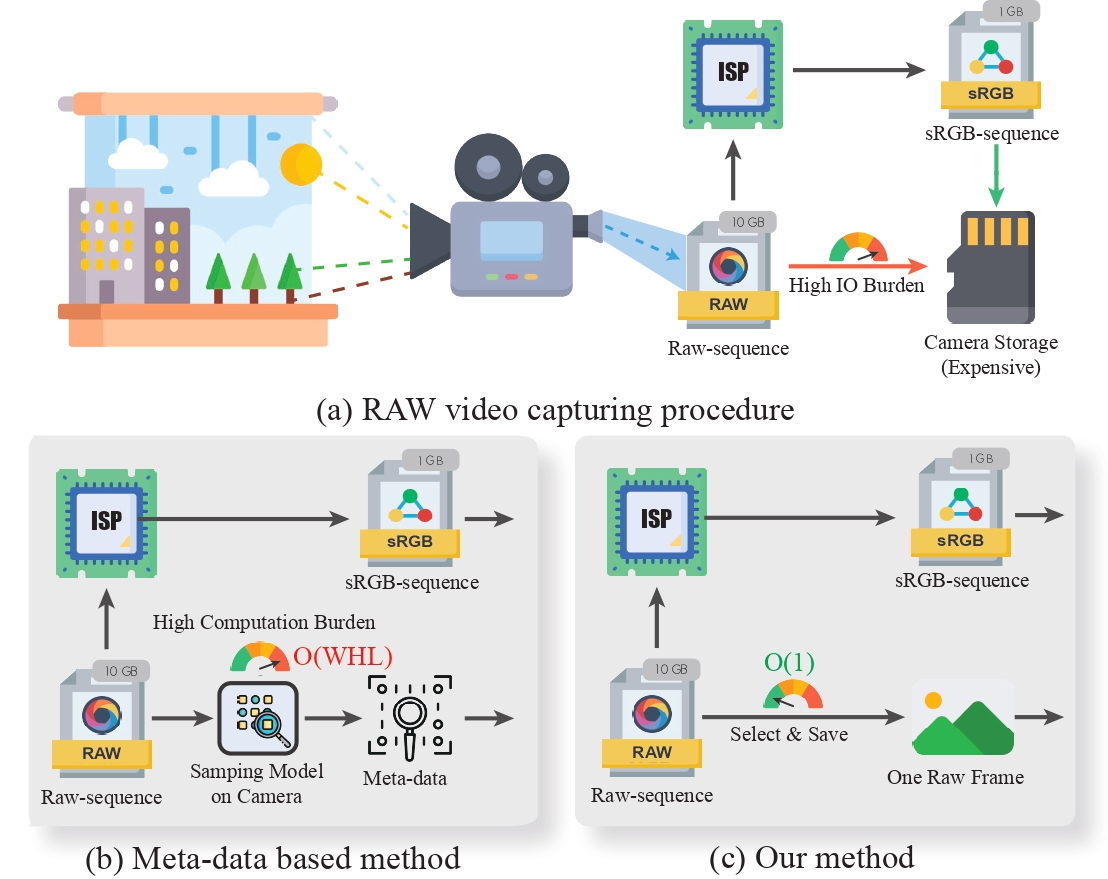 1 GB
ISP
sRGB
sRGB-sequence
10 GB
RAW
High IO Burden
Raw-sequence
Camera Storage
(Expensive)
(a) RAW video capturing procedure
1 GB
ISP
sRGB
sRGB-sequence
High Computation Burden
O(WHL)
10 GB
RAW
Samping Model
on Camera
Meta-data
Raw-sequence
(b) Meta-data based method
1 GB
ISP
sRGB
sRGB-sequence
O(1)
10 GB
Select & Save
RAW
One Raw Frame
Raw-sequence
(c) Our method